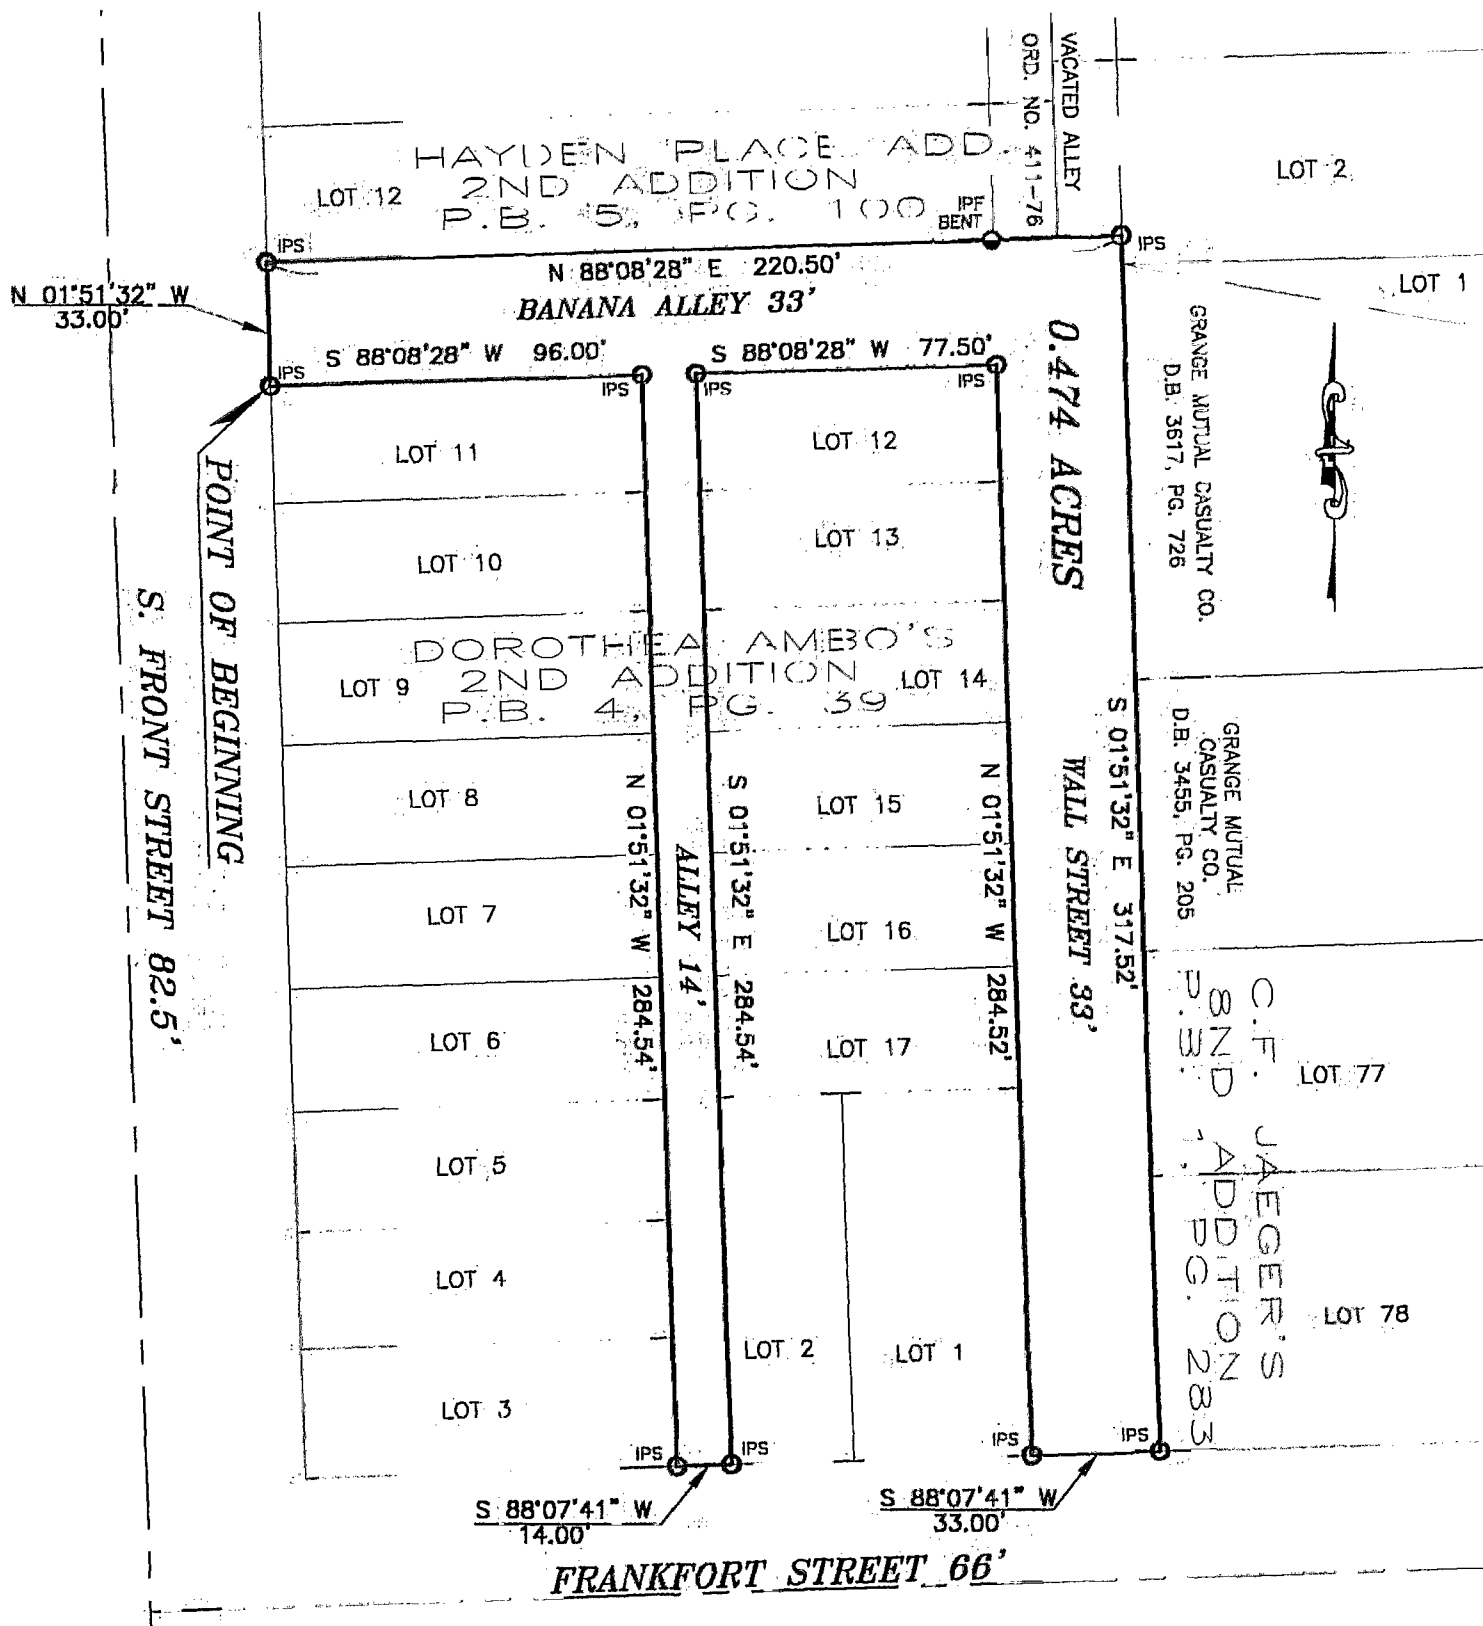 VACATED ALLEY
ORD. NO. 411-76
HAYDEN PLACE ADD.
2ND ADDITION
P.B. 5, PG. 100
LOT 12
LOT 2
IPF
BENT
IPS
IPS
N 88°08'28" E 220.50'
BANANA ALLEY 33'
N 01°51'32" W
33.00'
LOT 1
S 88°08'28" W 96.00'
S 88°08'28" W 77.50'
IPS
IPS
IPS
IPS
0.474 ACRES
GRANGE MUTUAL CASUALTY CO.
D.B. 3617, PG. 726
POINT OF BEGINNING
S. FRONT STREET 82.5'
LOT 11
LOT 12
LOT 10
LOT 13
DOROTHEA AMBO'S
2ND ADDITION
P.B. 4, PG. 39
LOT 9
LOT 14
LOT 8
LOT 15
LOT 7
LOT 16
LOT 6
LOT 17
N 01°51'32" W 284.54'
ALLEY 14'
S 01°51'32" E 284.54'
N 01°51'32" W 284.52'
WALL STREET 33'
S 01°51'32" E 317.52'
GRANGE MUTUAL
CASUALTY CO.
D.B. 3455, PG. 205
C.F. JAEGER'S
ADDITION
PG. 283
LOT 77
LOT 78
LOT 5
LOT 4
LOT 3
LOT 2
LOT 1
IPS
IPS
IPS
IPS
S 88°07'41" W
14.00'
S 88°07'41" W
33.00'
FRANKFORT STREET 66'